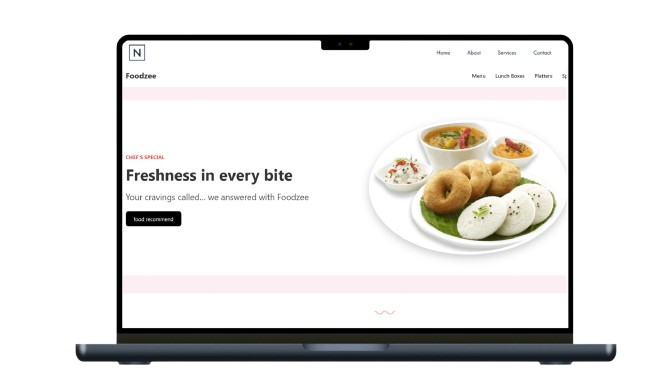 N
Home About Services Contact
Foodzee
Menu Lunch Boxes Platters Sp
CHEF'S SPECIAL
Freshness in every bite
Your cravings called... we answered with Foodzee
food recommend